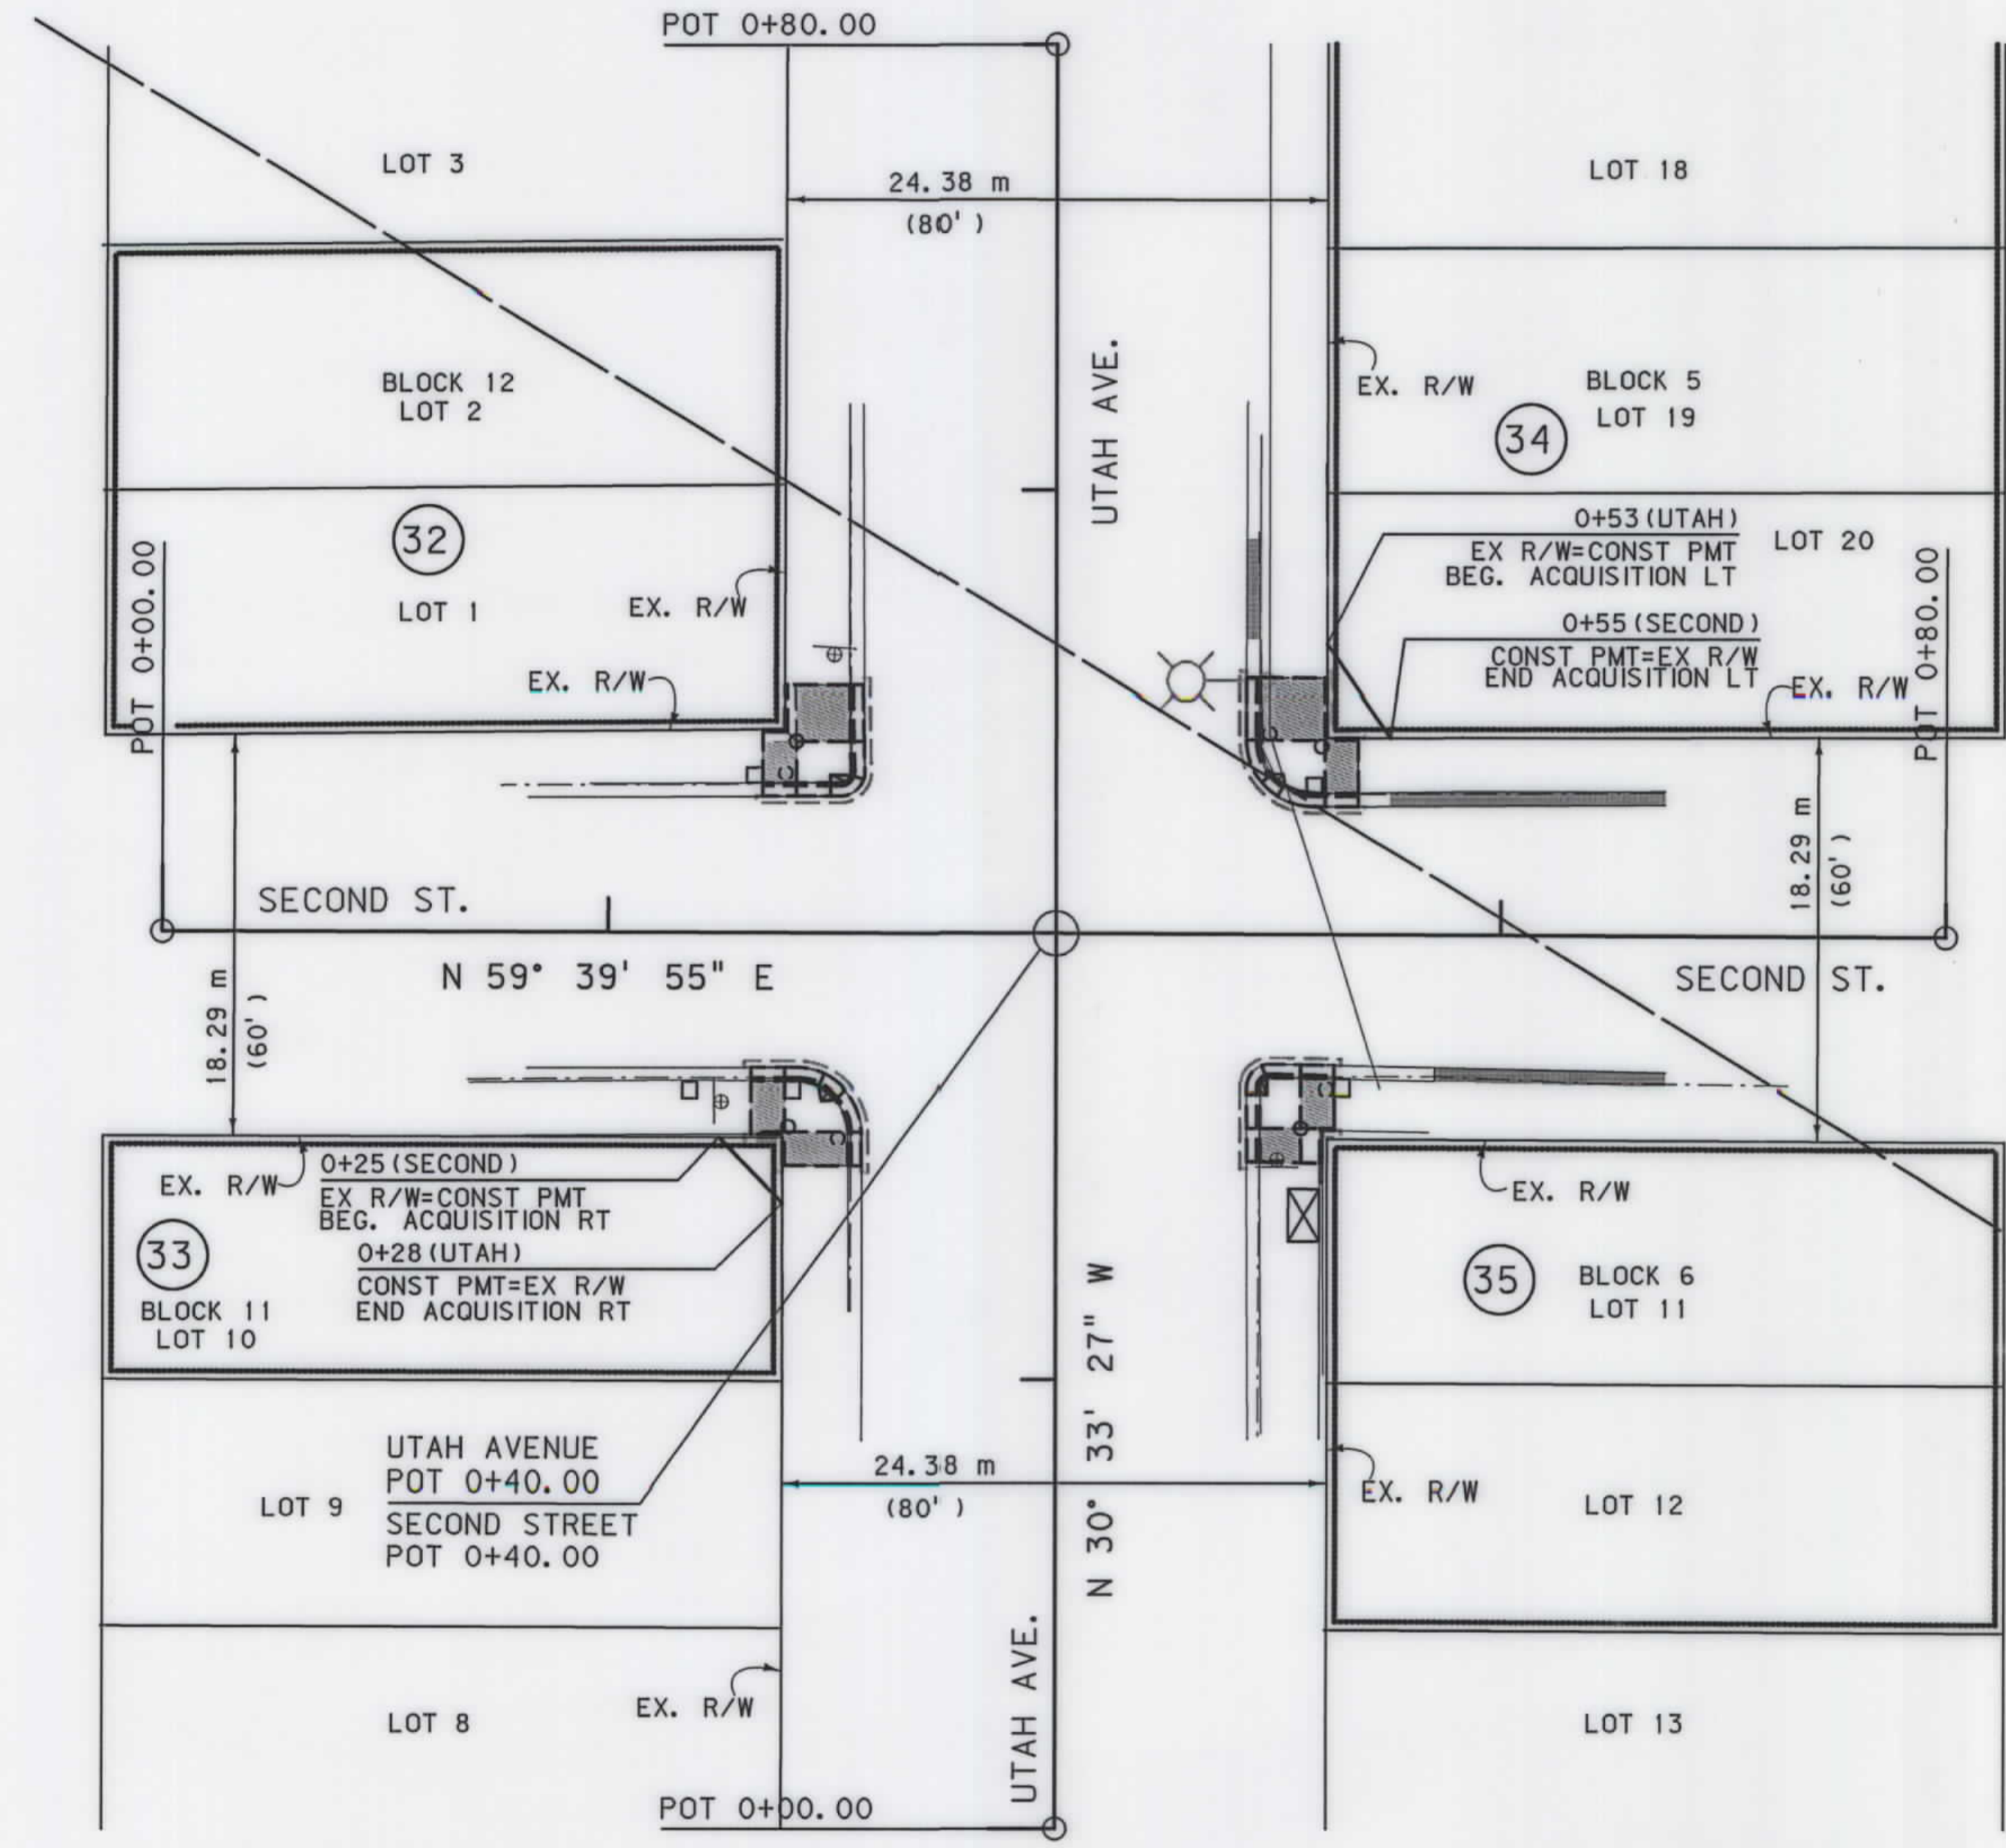 POT 0+80.00
LOT 3
24.38 m
(80')
LOT 18
UTAH AVE.
BLOCK 12
LOT 2
EX. R/W
BLOCK 5
LOT 19
34
32
LOT 1
EX. R/W
EX. R/W
POT 0+00.00
0+53(UTAH)
EX R/W=CONST PMT
BEG. ACQUISITION LT
LOT 20
0+55(SECOND)
CONST PMT=EX R/W
END ACQUISITION LT
EX. R/W
POT 0+80.00
SECOND ST.
18.29 m
(60')
N 59° 39' 55" E
SECOND ST.
18.29 m
(60')
EX. R/W
0+25(SECOND)
EX R/W=CONST PMT
BEG. ACQUISITION RT
33
0+28(UTAH)
CONST PMT=EX R/W
END ACQUISITION RT
BLOCK 11
LOT 10
EX. R/W
35
BLOCK 6
LOT 11
N 30° 33' 27" W
UTAH AVENUE
POT 0+40.00
SECOND STREET
POT 0+40.00
LOT 9
24.38 m
(80')
EX. R/W
LOT 12
UTAH AVE.
EX. R/W
LOT 8
LOT 13
POT 0+00.00